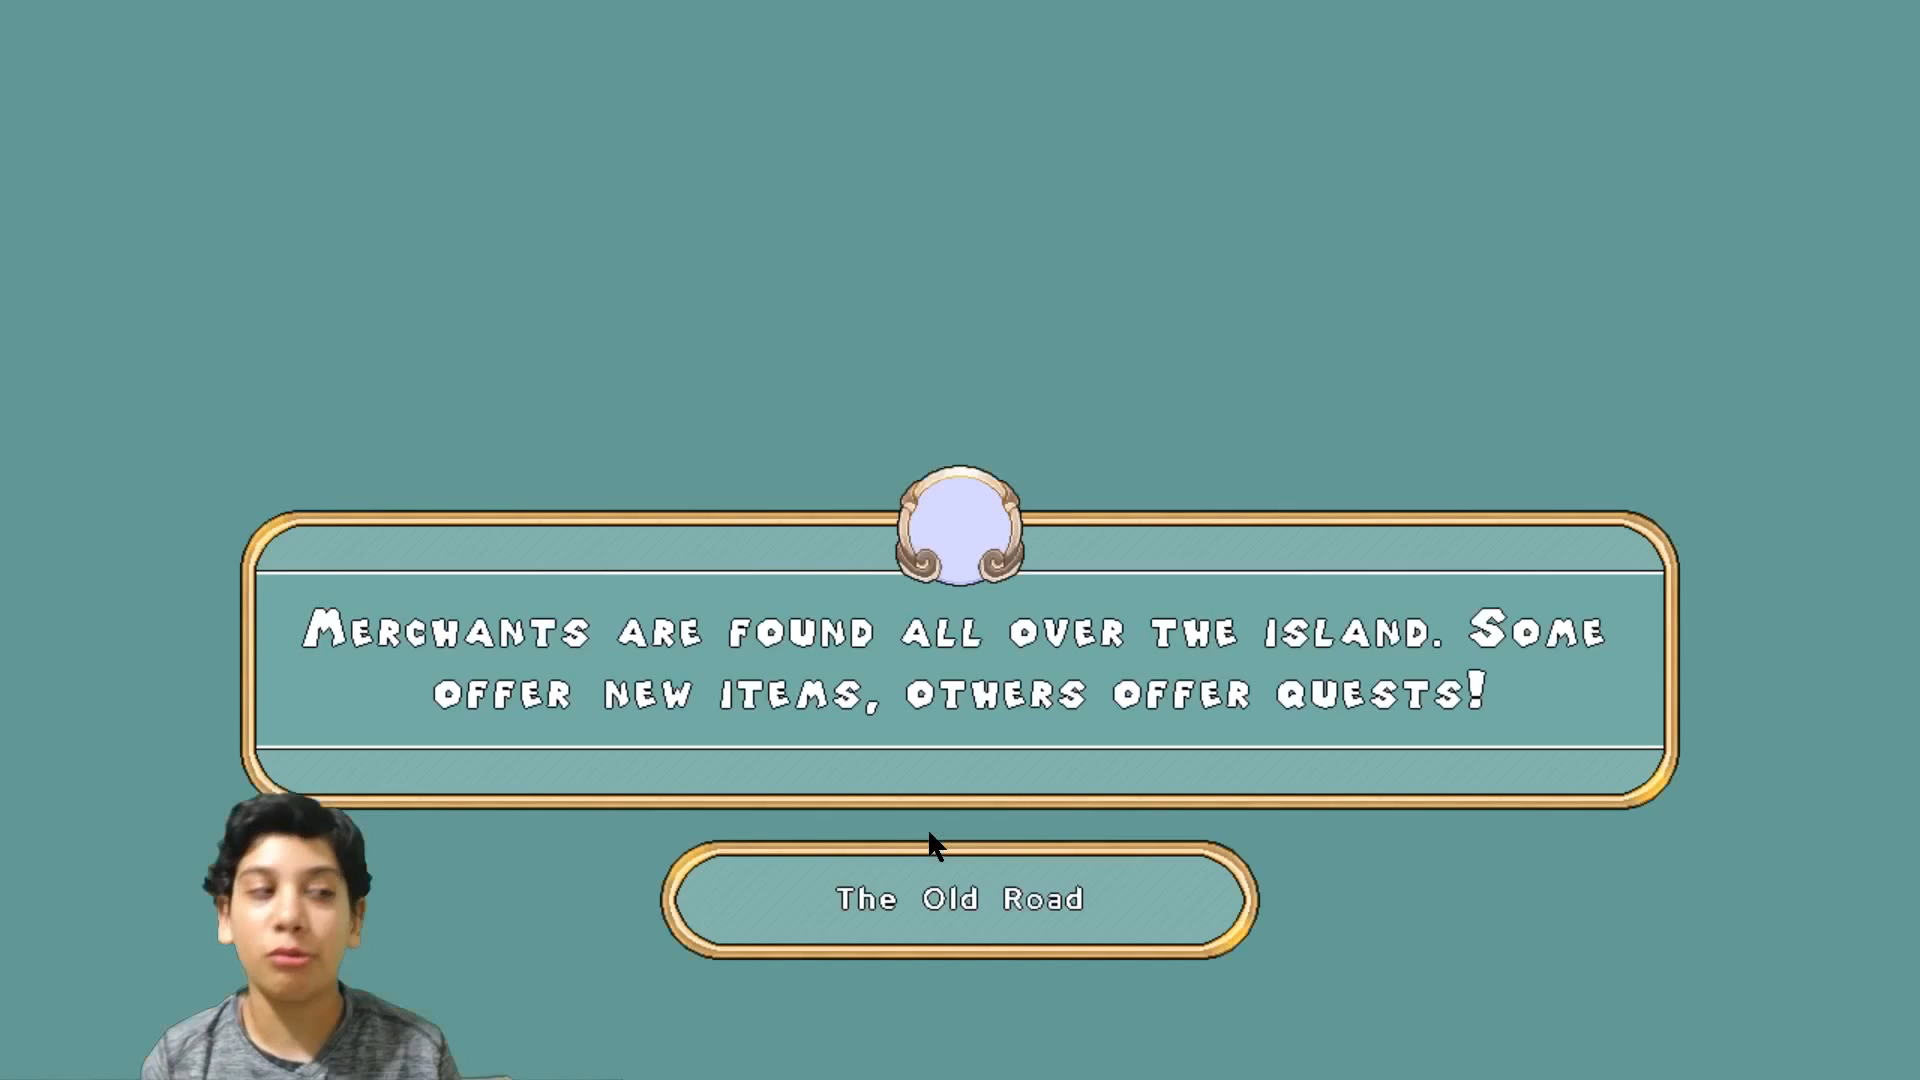 Merchants are found all over the island. Some
offer new items, others offer quests!
The Old Road